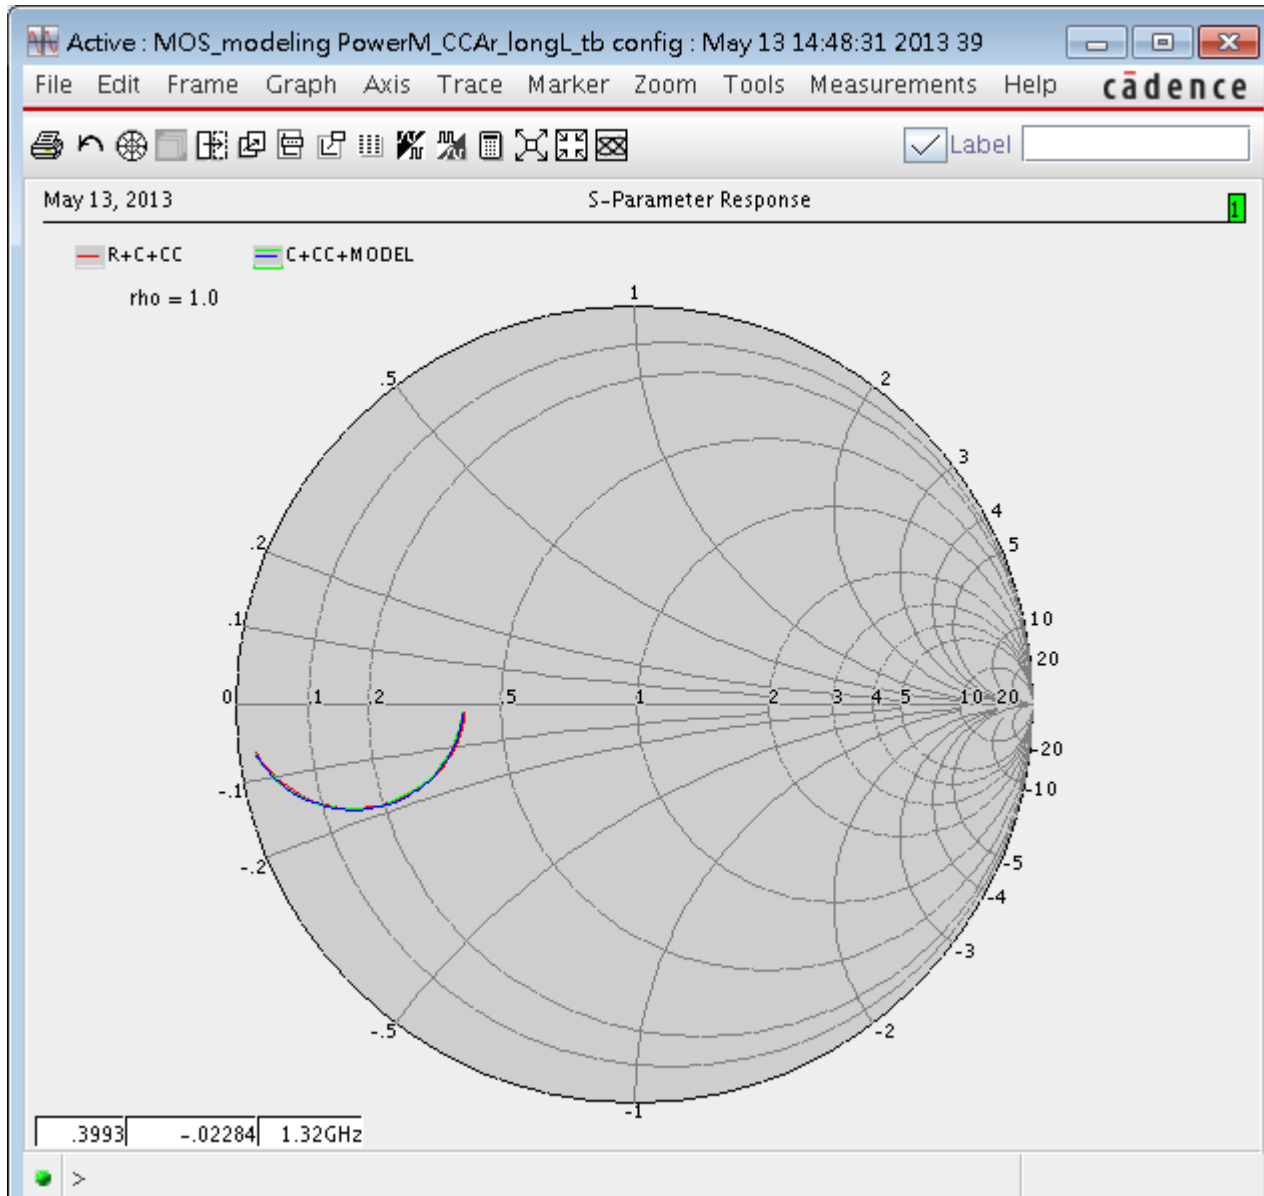 Active : MOS_modeling PowerM_CCAr_longL_tb config : May 13 14:48:31 2013 39
File Edit Frame Graph Axis Trace Marker Zoom Tools Measurements Help cādence
Label
May 13, 2013 S-Parameter Response 1
R+C+CC C+CC+MODEL
rho = 1.0
1
.5 2
3
4
.2 5
.1 10
20
0 .1 .2 .5 1 2 3 4 5 10 20
-20
-.1 -10
-.2 -5
-4
-3
-.5 -2
-1
.3993 -.02284 1.32GHz
>